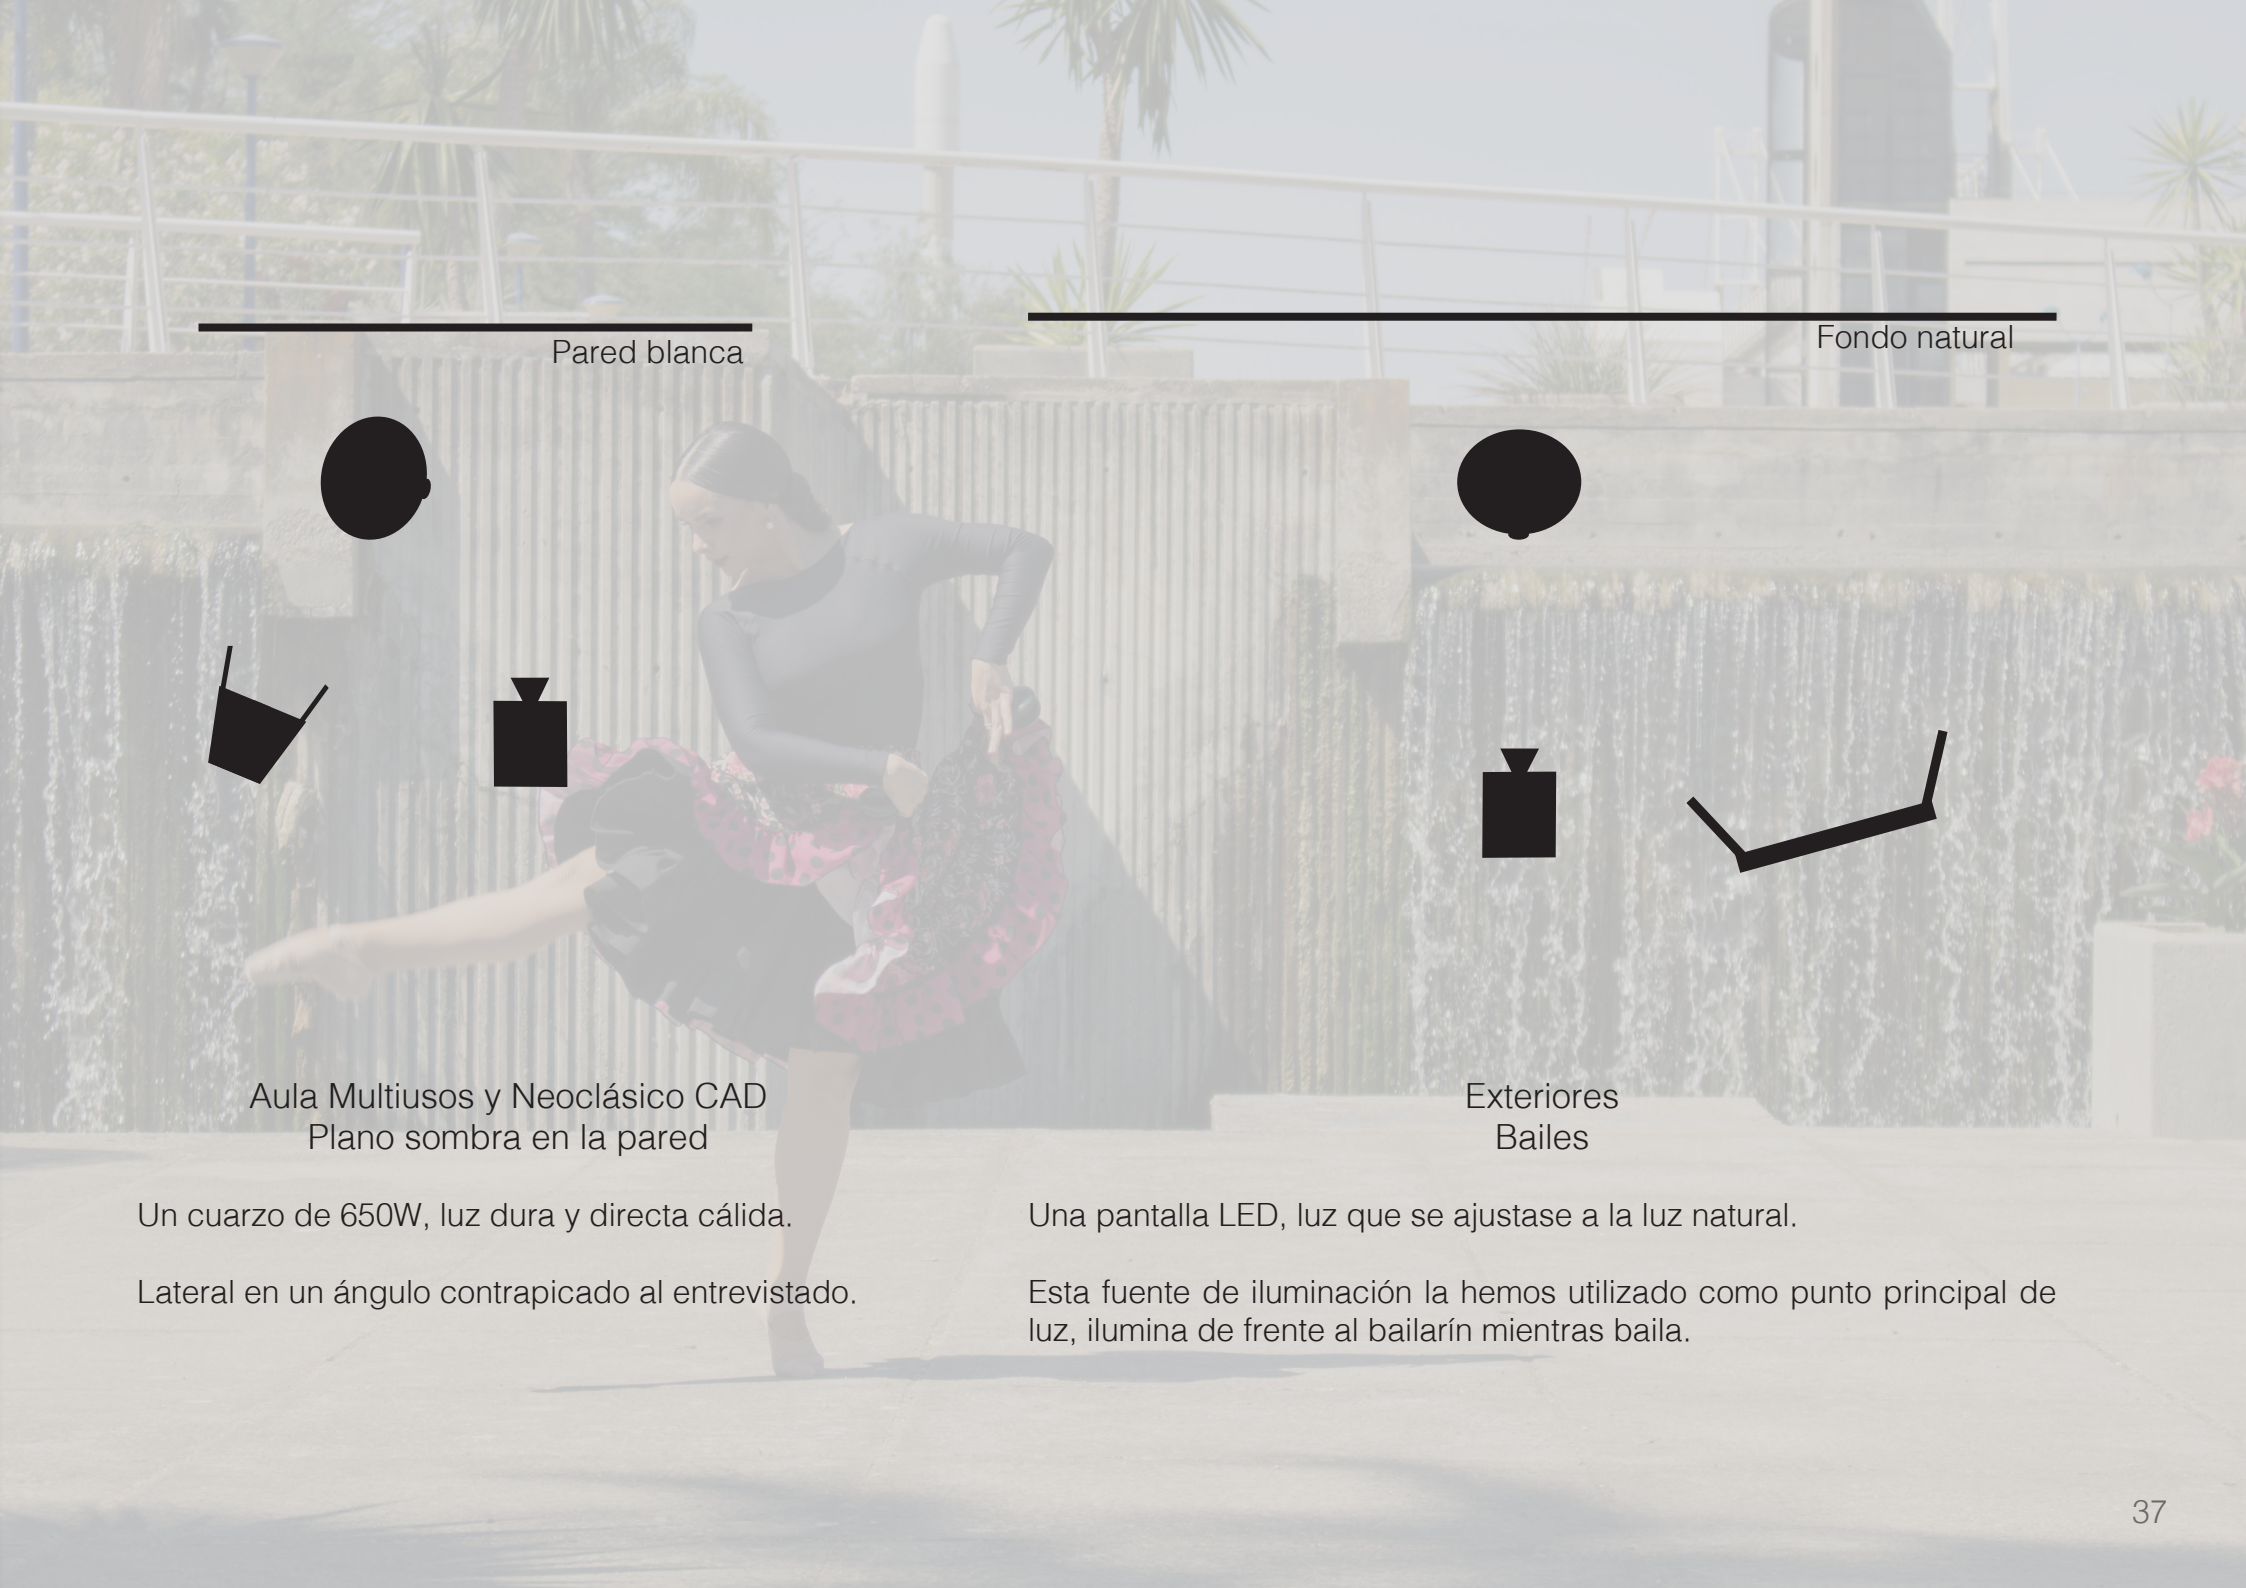 Pared blanca
Fondo natural
Aula Multiusos y Neoclásico CAD
Plano sombra en la pared
Un cuarzo de 650W, luz dura y directa cálida.
Lateral en un ángulo contrapicado al entrevistado.
Exteriores
Bailes
Una pantalla LED, luz que se ajustase a la luz natural.
Esta fuente de iluminación la hemos utilizado como punto principal de
luz, ilumina de frente al bailarín mientras baila.
37